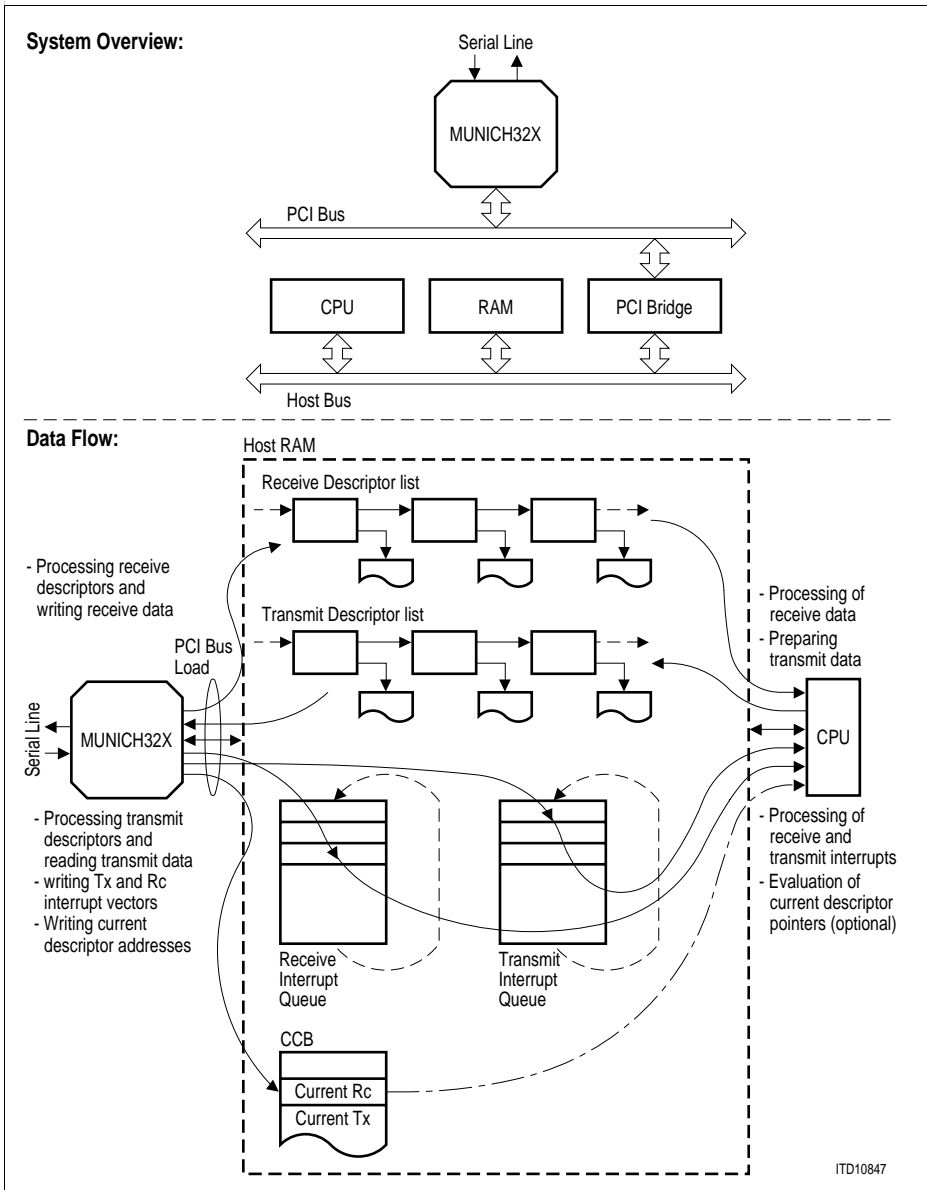 System Overview:
Serial Line
MUNICH32X
PCI Bus
CPU
RAM
PCI Bridge
Host Bus
Data Flow:
Host RAM
Receive Descriptor list
- Processing receive
descriptors and
writing receive data
Transmit Descriptor list
PCI Bus
Load
- Processing of
receive data
- Preparing
transmit data
Serial Line
MUNICH32X
CPU
- Processing transmit
descriptors and
reading transmit data
- writing Tx and Rc
interrupt vectors
- Writing current
descriptor addresses
- Processing of
receive and
transmit interrupts
- Evaluation of
current descriptor
pointers (optional)
Receive
Interrupt
Queue
Transmit
Interrupt
Queue
CCB
Current Rc
Current Tx
ITD10847